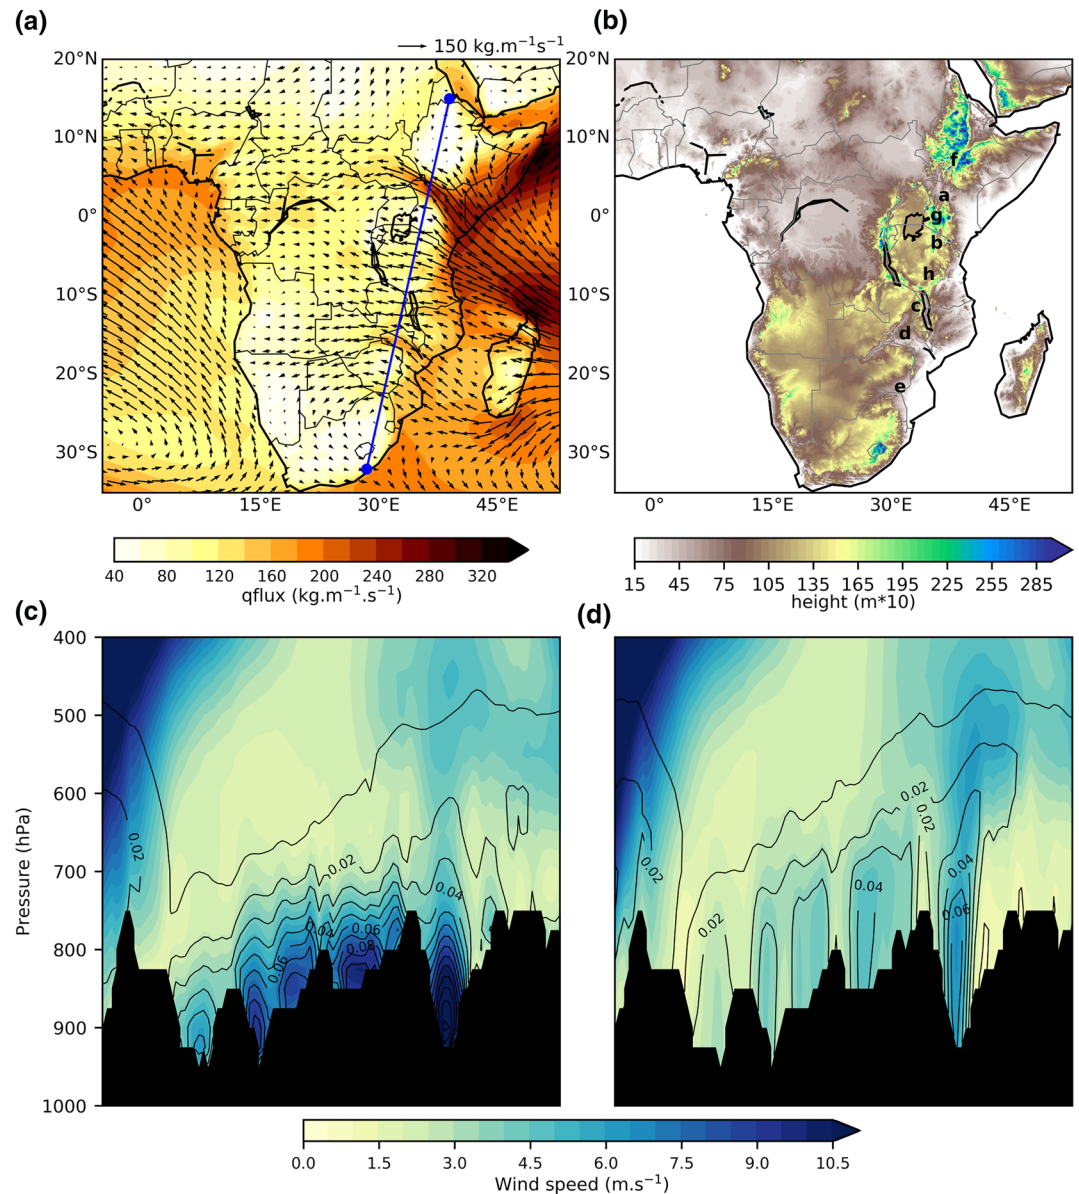 (a)
(b)
150 kg.m⁻¹s⁻¹
20°N
10°N
0°
10°S
20°S
30°S
0°
15°E
30°E
45°E
20°N
10°N
0°
10°S
20°S
30°S
f
a
g
b
h
c
d
e
0°
15°E
30°E
45°E
40 80 120 160 200 240 280 320
qflux (kg.m⁻¹.s⁻¹)
15 45 75 105 135 165 195 225 255 285
height (m*10)
(c)
(d)
Pressure (hPa)
400
500
600
700
800
900
1000
0.02
0.02
0.04
0.04
0.06
0.08
0.06
0.02
0.02
0.02
0.04
0.04
0.06
0.02
0.0 1.5 3.0 4.5 6.0 7.5 9.0 10.5
Wind speed (m.s⁻¹)